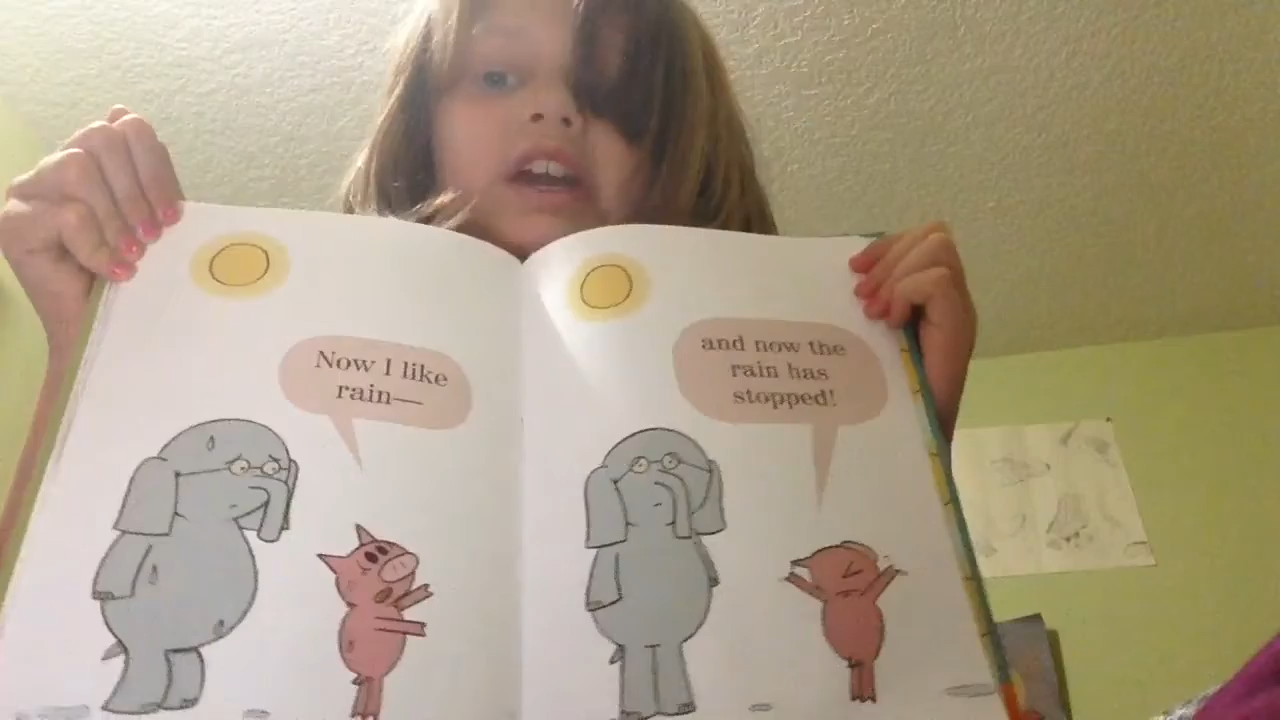 Now I like
rain—
and now the
rain has
stopped!